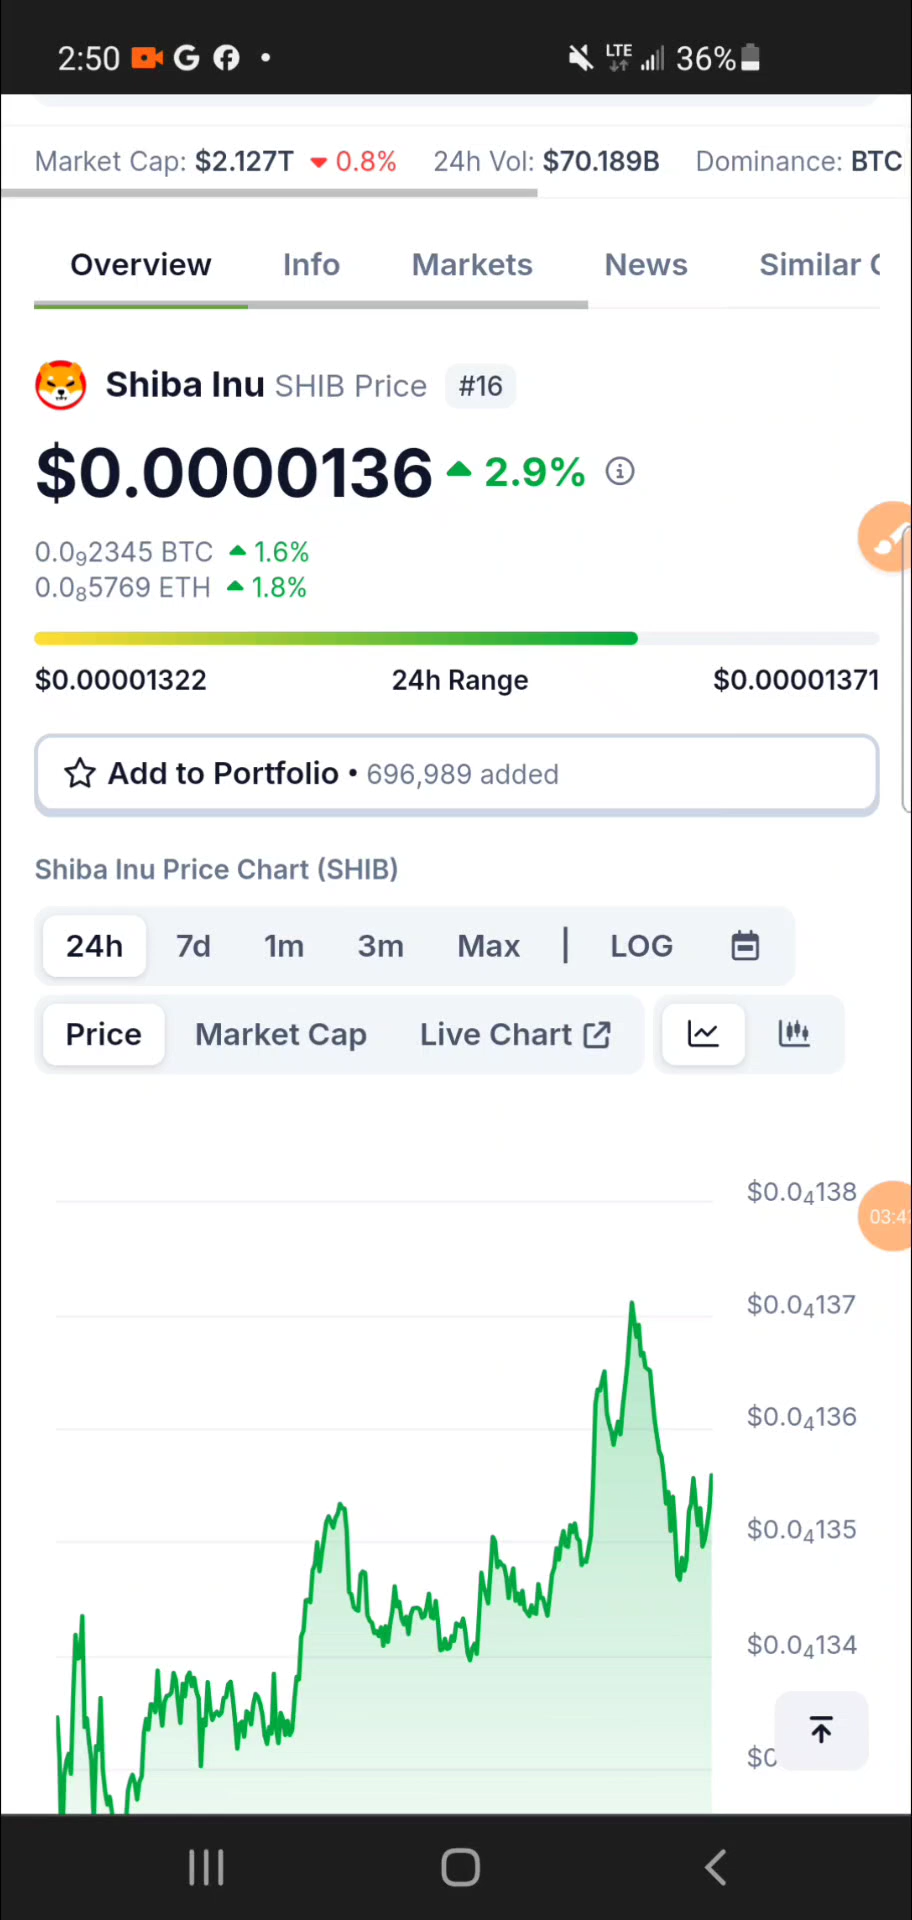 2:50 LTE 36%
Market Cap: $2.127T 0.8% 24h Vol: $70.189B Dominance: BTC
Overview Info Markets News Similar
Shiba Inu SHIB Price #16
$0.0000136 2.9%
0.0₉2345 BTC 1.6%
0.0₈5769 ETH 1.8%
$0.00001322 24h Range $0.00001371
Add to Portfolio • 696,989 added
Shiba Inu Price Chart (SHIB)
24h 7d 1m 3m Max | LOG
Price Market Cap Live Chart
$0.0₄138
03:4
$0.0₄137
$0.0₄136
$0.0₄135
$0.0₄134